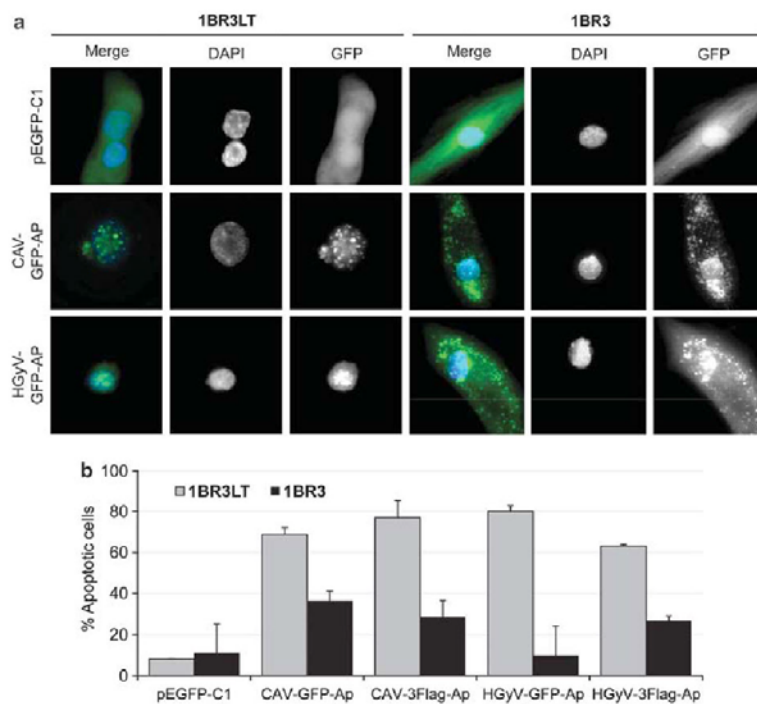 a
1BR3LT 1BR3
Merge DAPI GFP Merge DAPI GFP
pEGFP-C1
CAV-
GFP-AP
HGyV-
GFP-AP
b
% Apoptotic cells
100
80
60
40
20
0
1BR3LT 1BR3
pEGFP-C1 CAV-GFP-Ap CAV-3Flag-Ap HGyV-GFP-Ap HGyV-3Flag-Ap